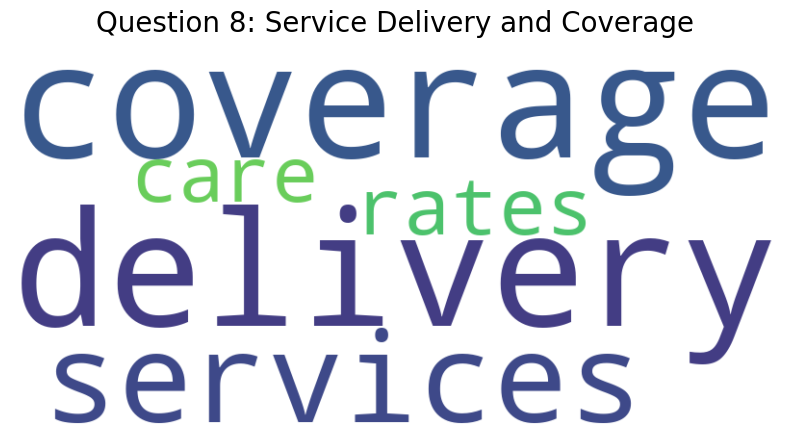 Question 8: Service Delivery and Coverage
coverage
care
rates
delivery
services